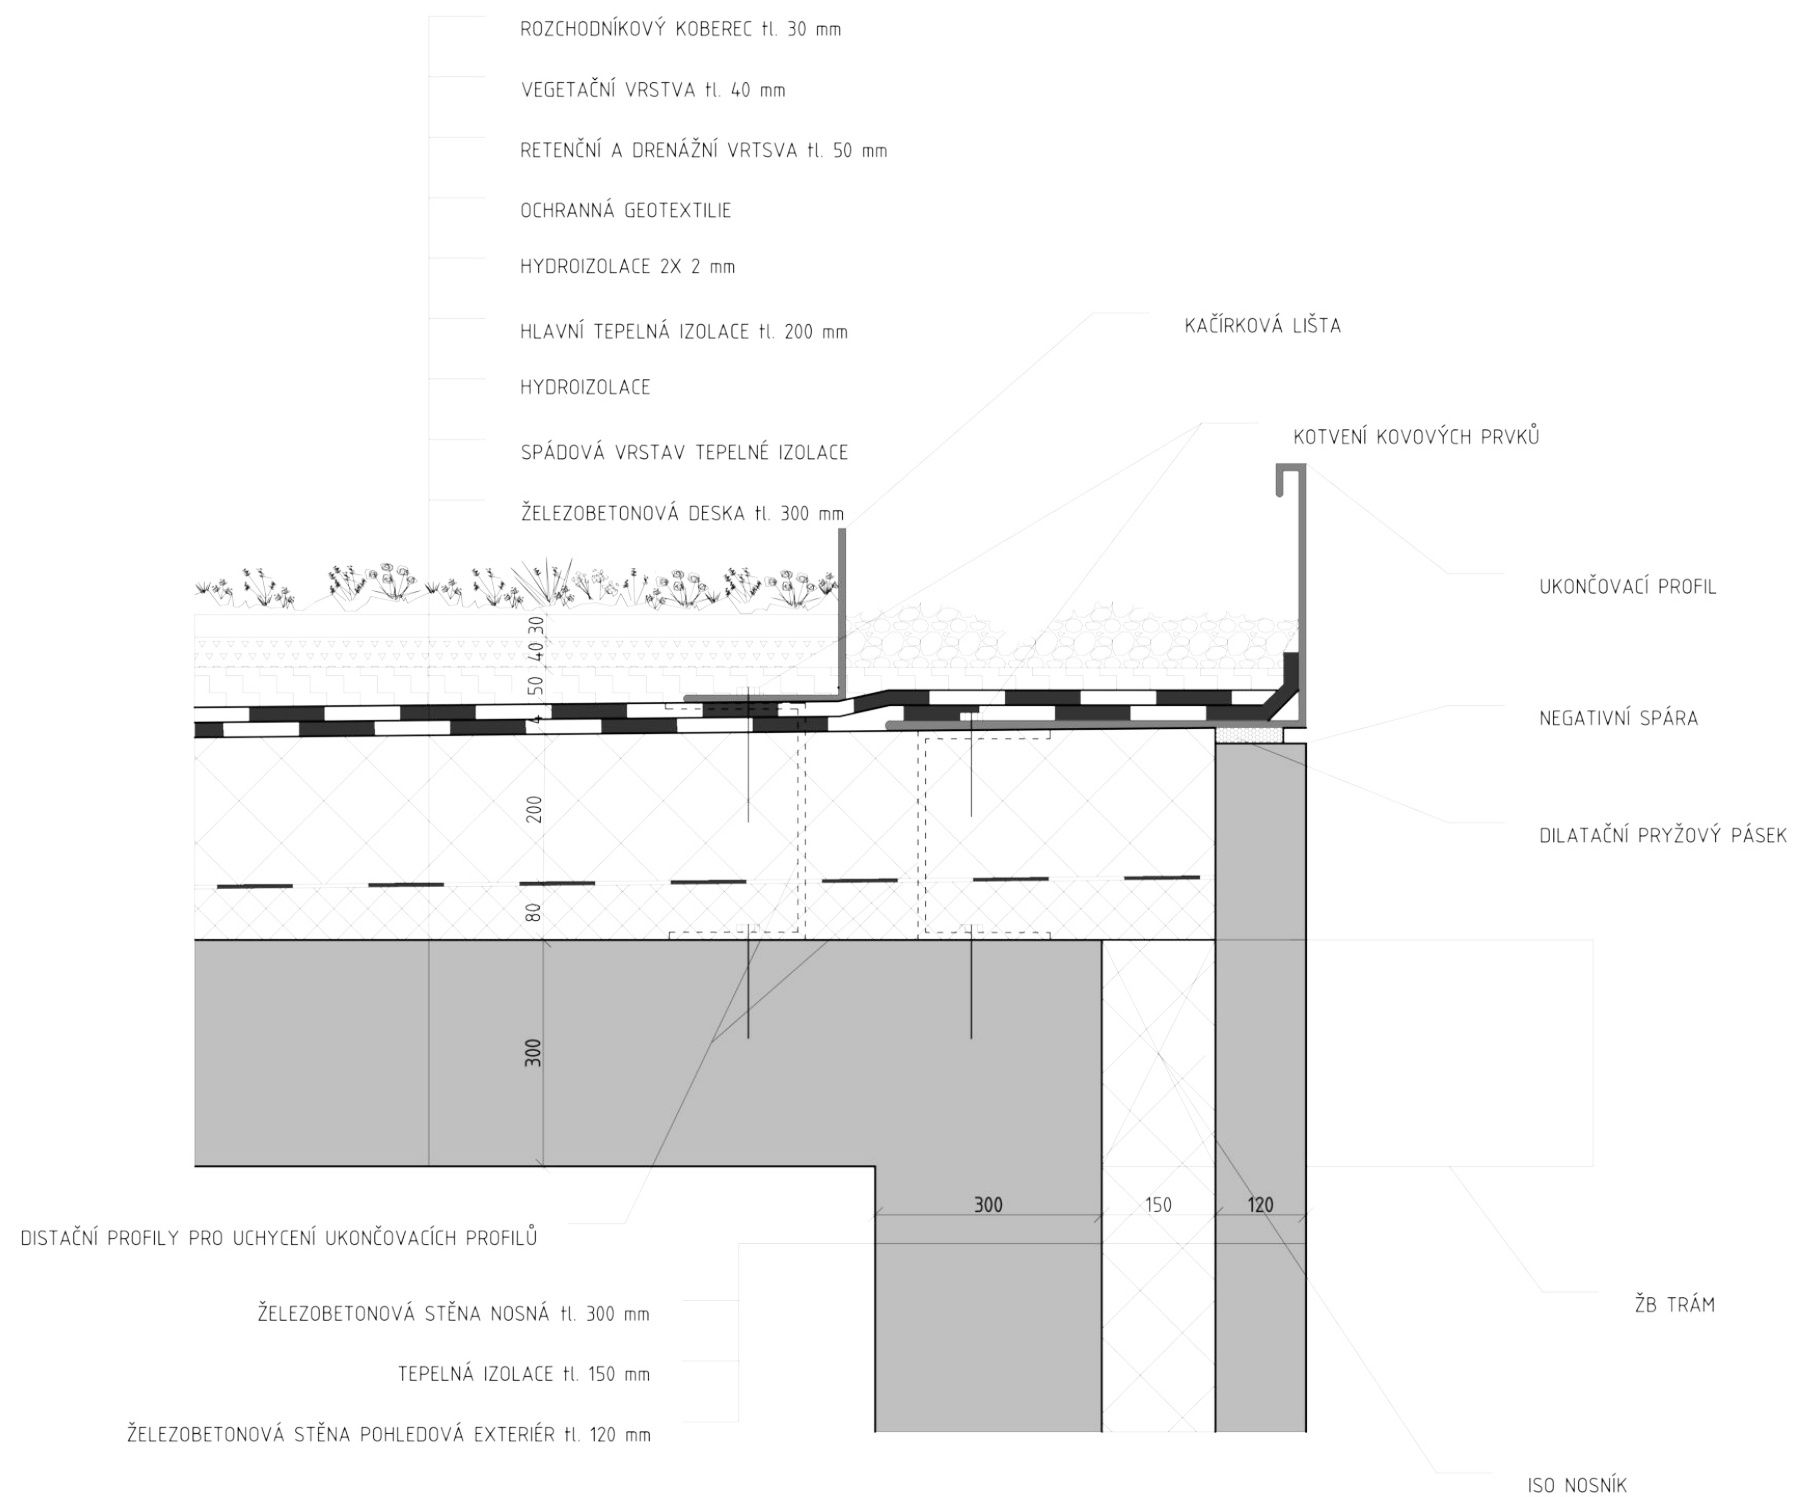 ROZCHODNÍKOVÝ KOBEREC tl. 30 mm
VEGETAČNÍ VRSTVA tl. 40 mm
RETENČNÍ A DRENÁŽNÍ VRTSVA tl. 50 mm
OCHRANNÁ GEOTEXTILIE
HYDROIZOLACE 2X 2 mm
HLAVNÍ TEPELNÁ IZOLACE tl. 200 mm
HYDROIZOLACE
SPÁDOVÁ VRSTAV TEPELNÉ IZOLACE
ŽELEZOBETONOVÁ DESKA tl. 300 mm
KAČÍRKOVÁ LIŠTA
KOTVENÍ KOVOVÝCH PRVKŮ
UKONČOVACÍ PROFIL
NEGATIVNÍ SPÁRA
DILATAČNÍ PRYŽOVÝ PÁSEK
30
40
50
4
200
80
300
300
150
120
DISTAČNÍ PROFILY PRO UCHYCENÍ UKONČOVACÍCH PROFILŮ
ŽELEZOBETONOVÁ STĚNA NOSNÁ tl. 300 mm
TEPELNÁ IZOLACE tl. 150 mm
ŽELEZOBETONOVÁ STĚNA POHLEDOVÁ EXTERIÉR tl. 120 mm
ŽB TRÁM
ISO NOSNÍK